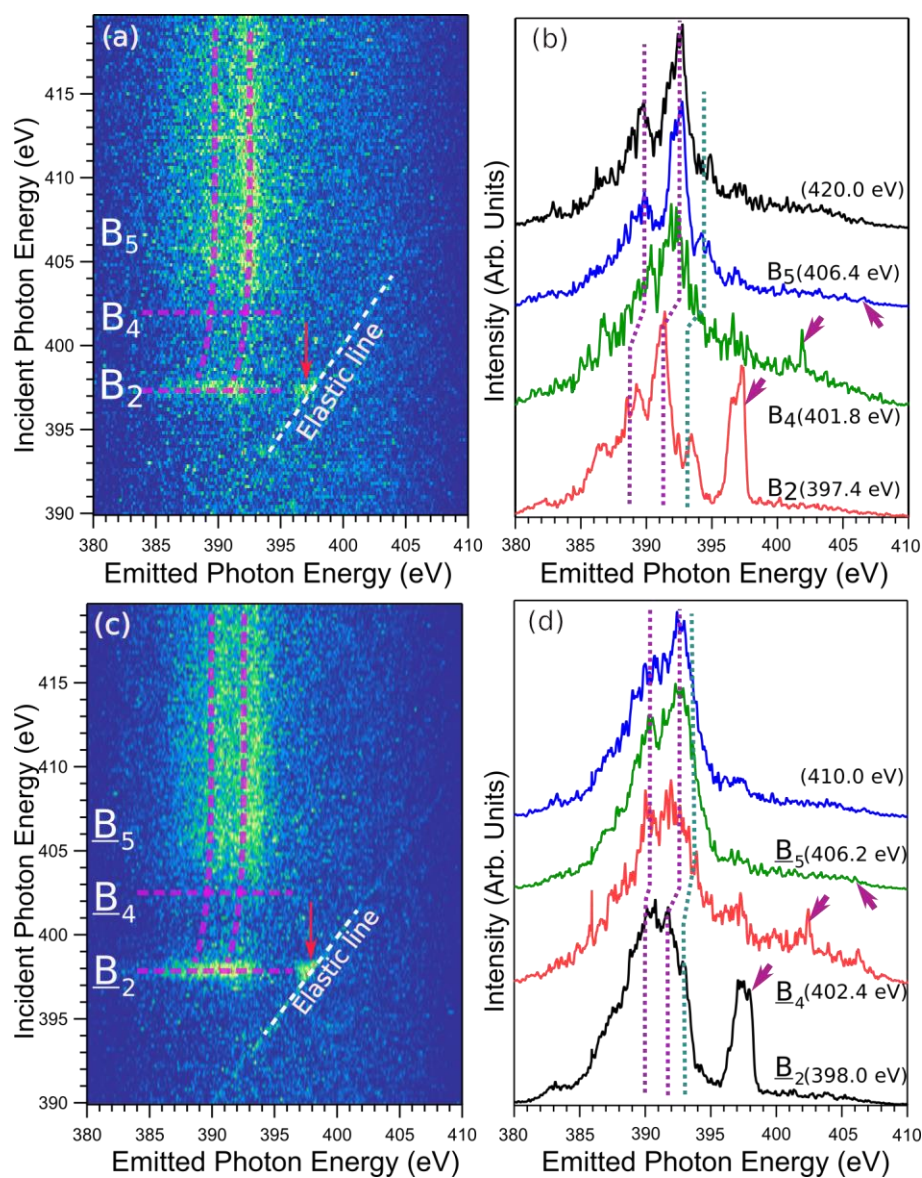 (a)
Incident Photon Energy (eV)
415
410
405
400
395
390
B5
B4
B2
Elastic line
380 385 390 395 400 405 410
Emitted Photon Energy (eV)
(b)
Intensity (Arb. Units)
(420.0 eV)
B5(406.4 eV)
B4(401.8 eV)
B2(397.4 eV)
380 385 390 395 400 405 410
Emitted Photon Energy (eV)
(c)
Incident Photon Energy (eV)
415
410
405
400
395
390
B5
B4
B2
Elastic line
380 385 390 395 400 405 410
Emitted Photon Energy (eV)
(d)
Intensity (Arb. Units)
(410.0 eV)
B5(406.2 eV)
B4(402.4 eV)
B2(398.0 eV)
380 385 390 395 400 405 410
Emitted Photon Energy (eV)